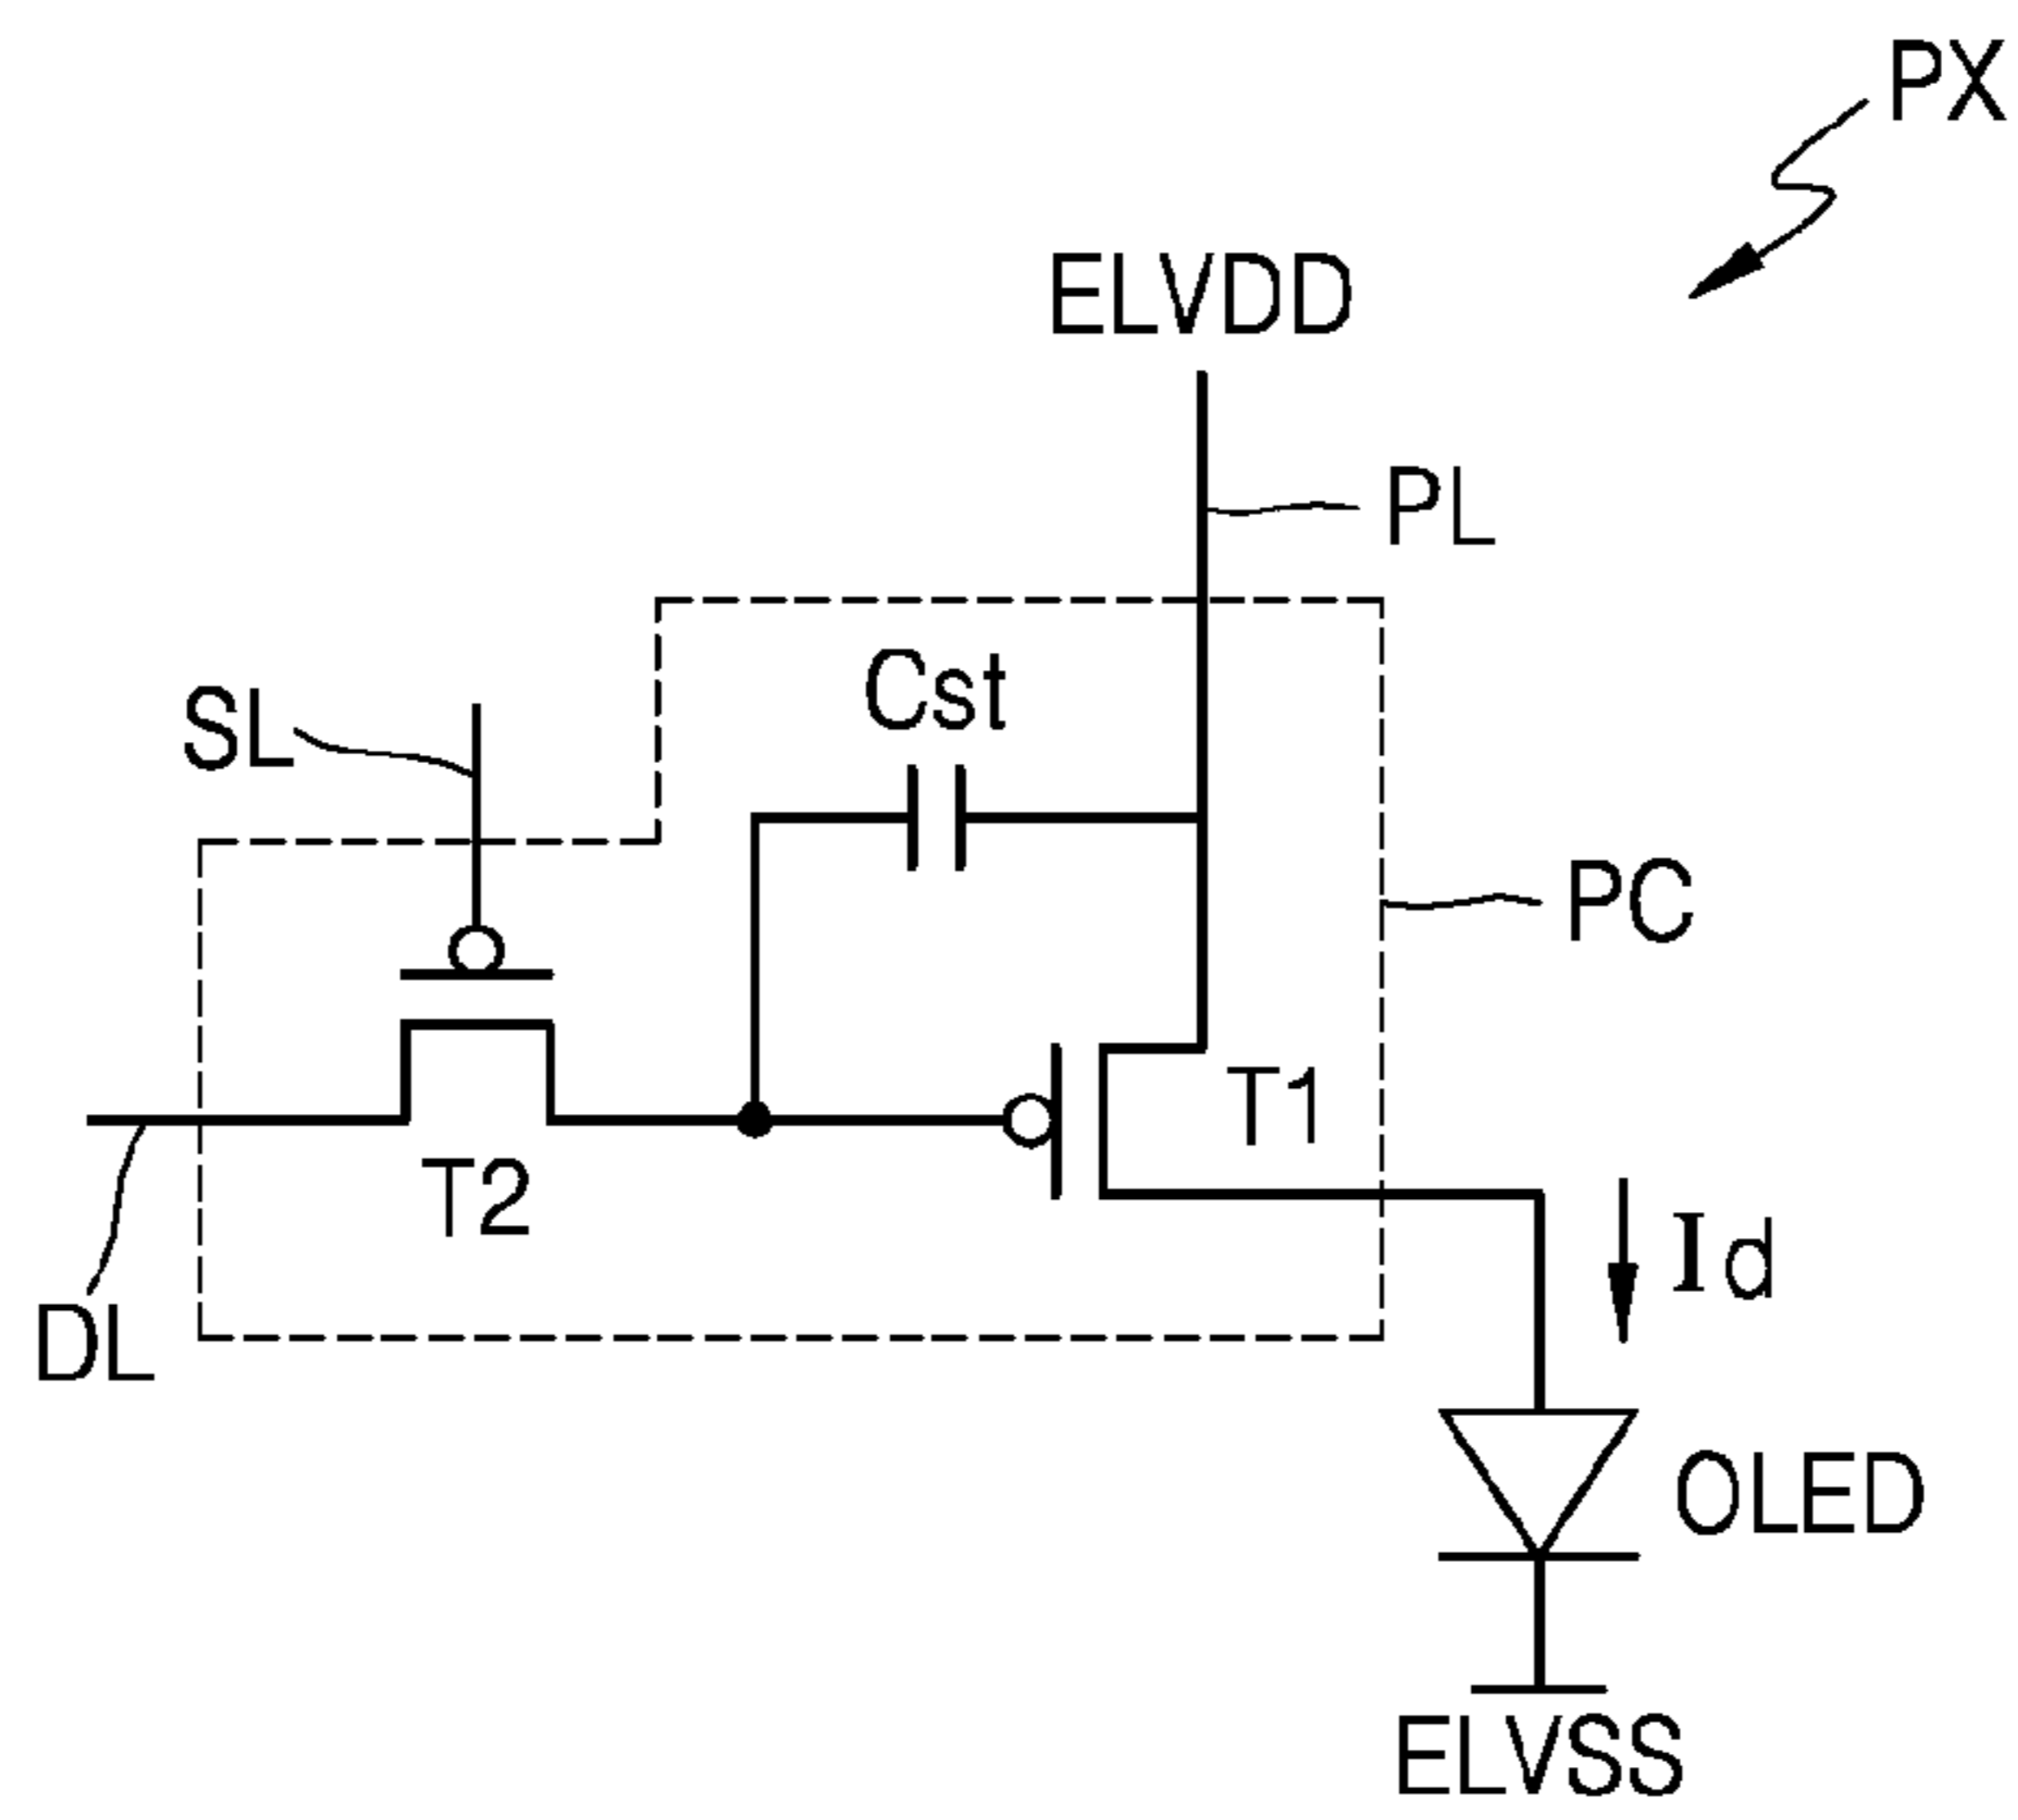 PX
ELVDD
PL
Cst
SL
PC
T1
T2
Id
DL
OLED
ELVSS